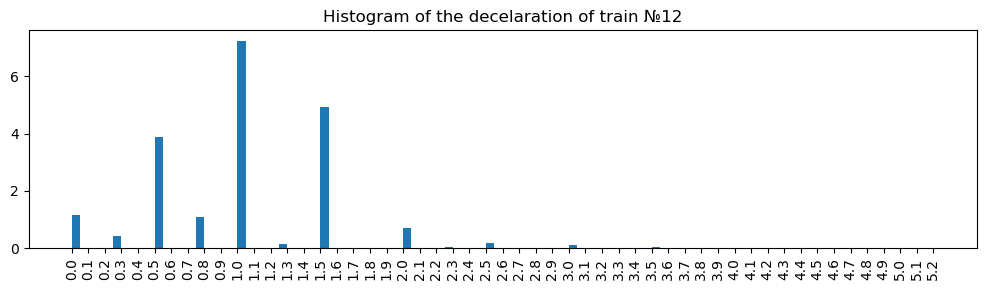 Histogram of the decelaration of train №12
6
4
2
0
0.0 0.1 0.2 0.3 0.4 0.5 0.6 0.7 0.8 0.9 1.0 1.1 1.2 1.3 1.4 1.5 1.6 1.7 1.8 1.9 2.0 2.1 2.2 2.3 2.4 2.5 2.6 2.7 2.8 2.9 3.0 3.1 3.2 3.3 3.4 3.5 3.6 3.7 3.8 3.9 4.0 4.1 4.2 4.3 4.4 4.5 4.6 4.7 4.8 4.9 5.0 5.1 5.2